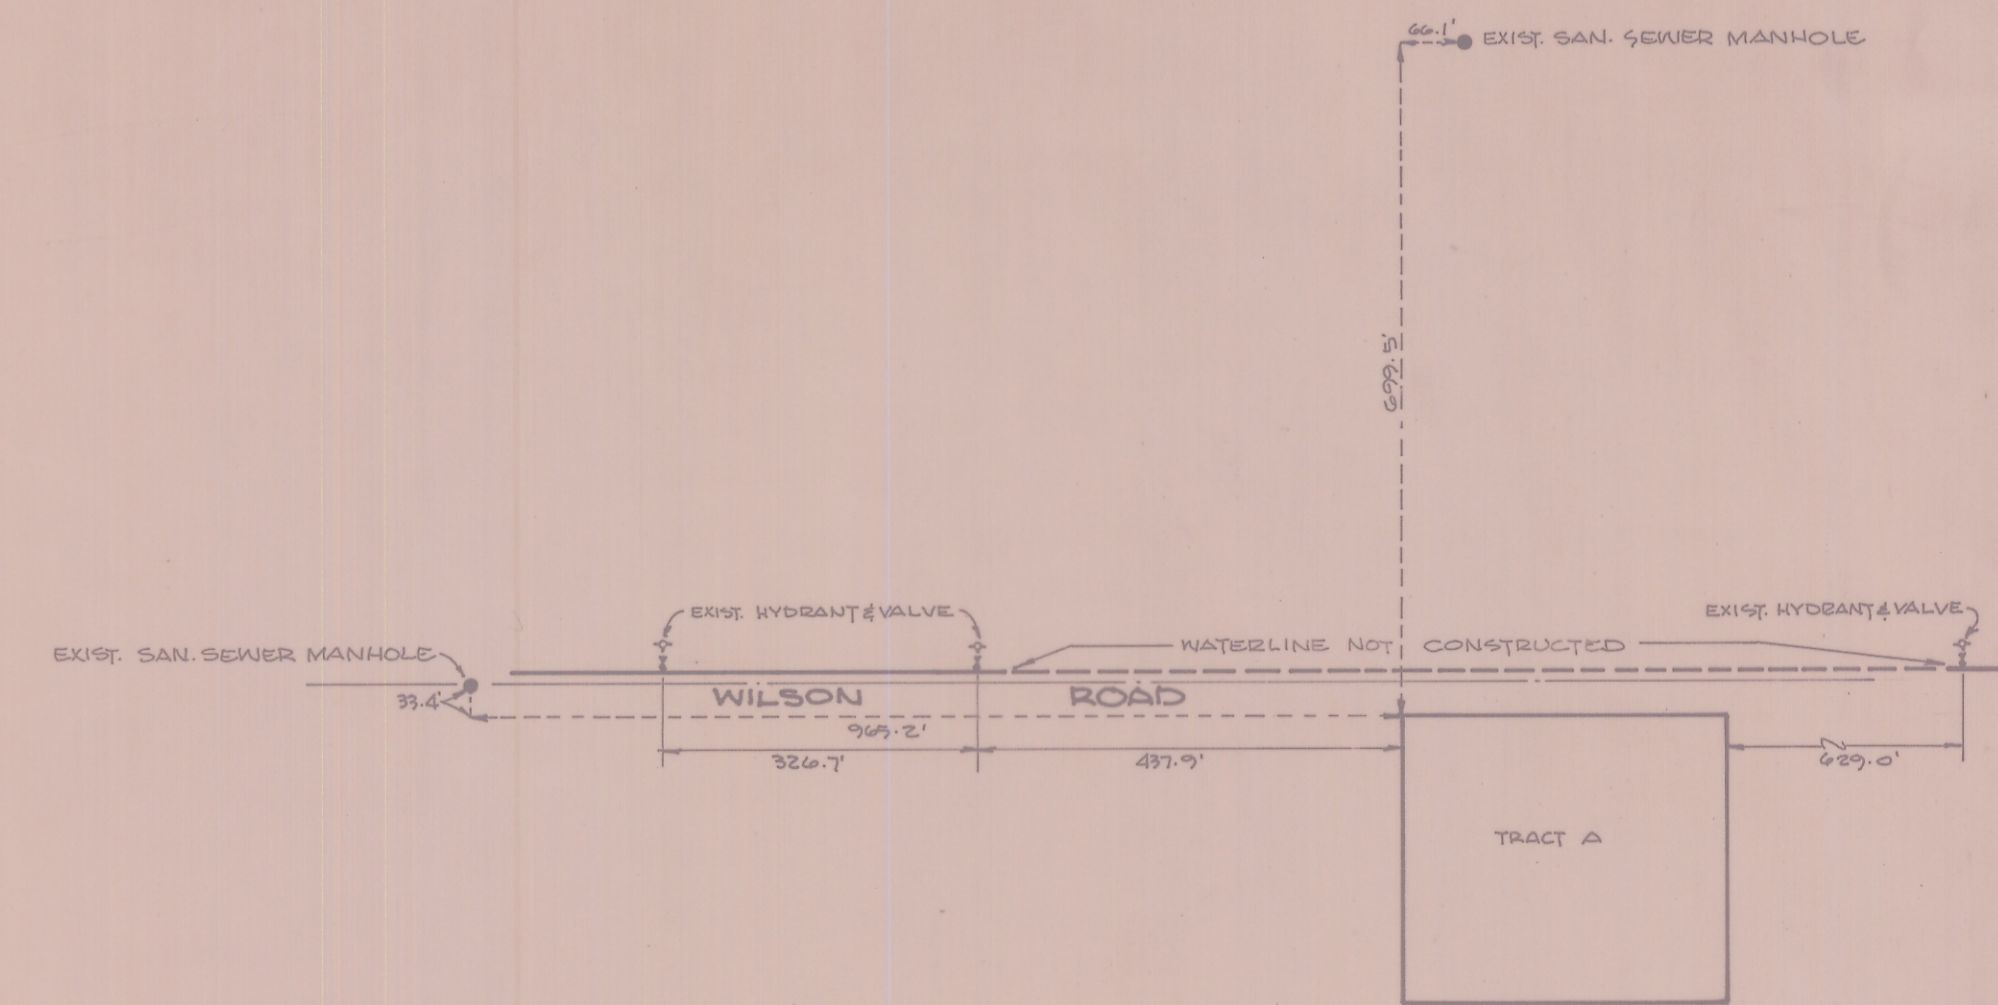 66.1'
EXIST. SAN. SEWER MANHOLE
699.5'
EXIST. HYDRANT & VALVE
EXIST. HYDRANT & VALVE
EXIST. SAN. SEWER MANHOLE
WATERLINE NOT CONSTRUCTED
33.4'
WILSON ROAD
965.2'
326.7'
437.9'
629.0'
TRACT A